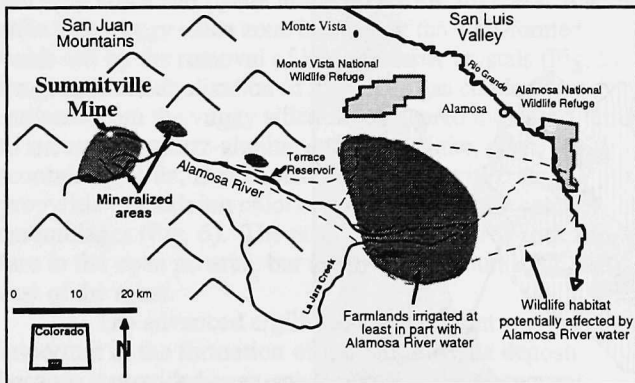 San Juan
Mountains
Summitville
Mine
Mineralized
areas
Alamosa River
Terrace
Reservoir
La Jara Creek
Monte Vista
Monte Vista National
Wildlife Refuge
San Luis
Valley
Rio Grande
Alamosa
Alamosa National
Wildlife Refuge
Farmlands irrigated at
least in part with
Alamosa River water
Wildlife habitat
potentially affected by
Alamosa River water
0 10 20 km
Colorado
N